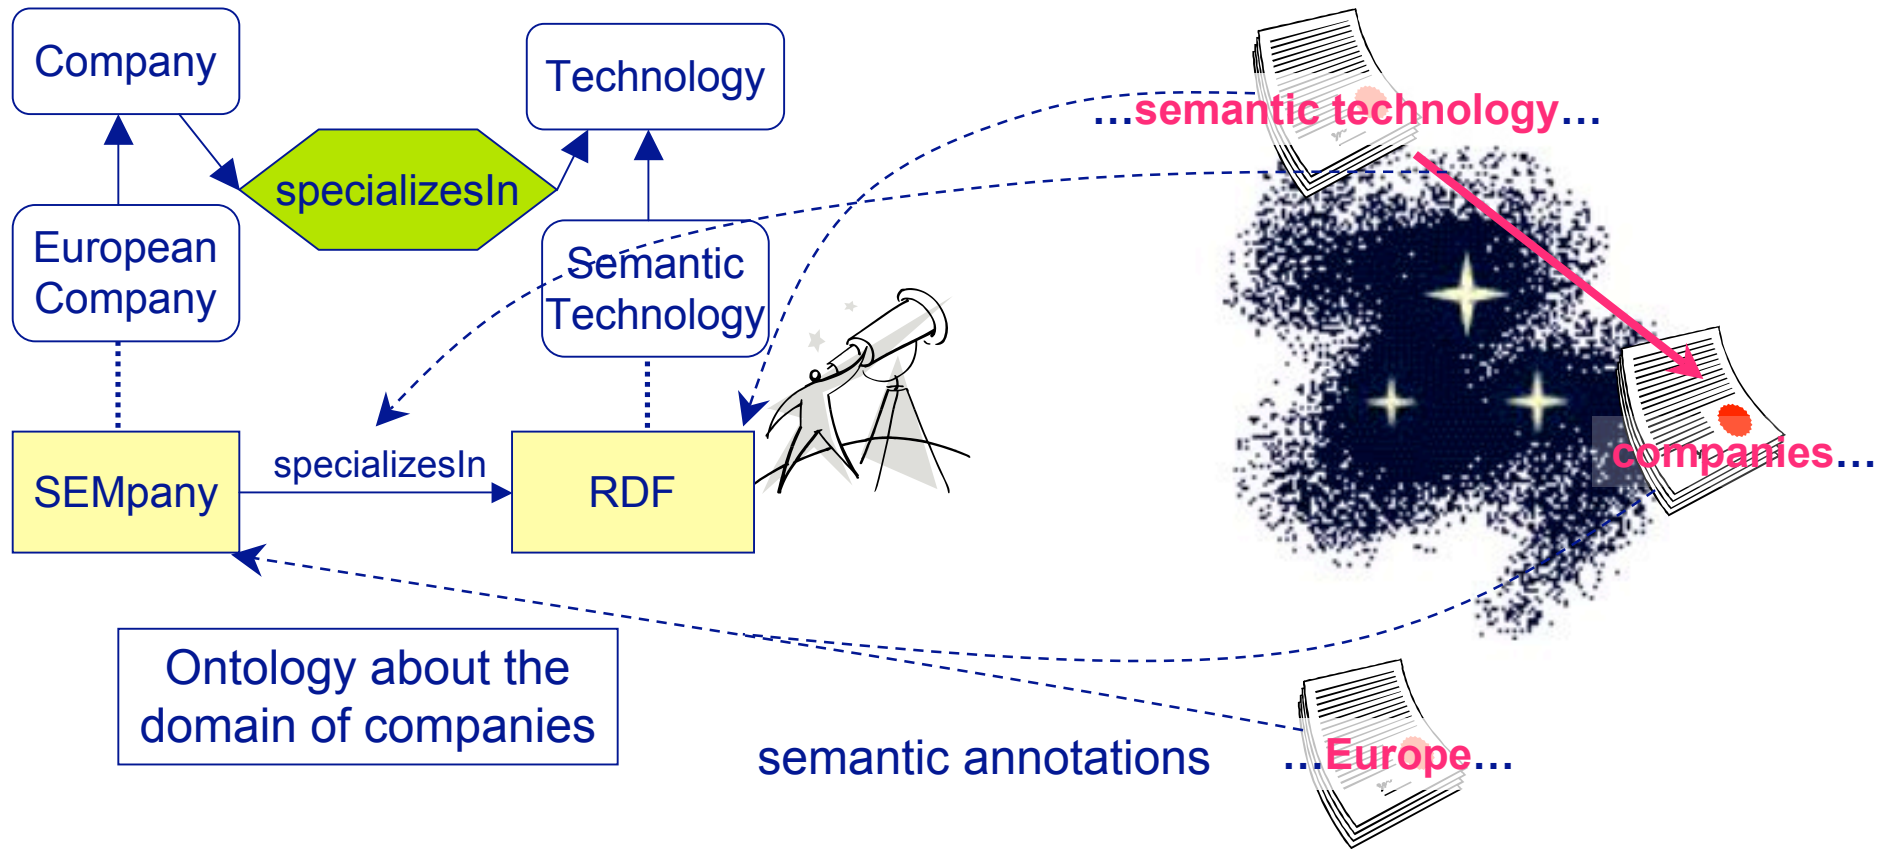 Company
Technology
…semantic technology…
specializesIn
European
Company
Semantic
Technology
companies…
specializesIn
SEMpany
RDF
Ontology about the
domain of companies
semantic annotations
…Europe…